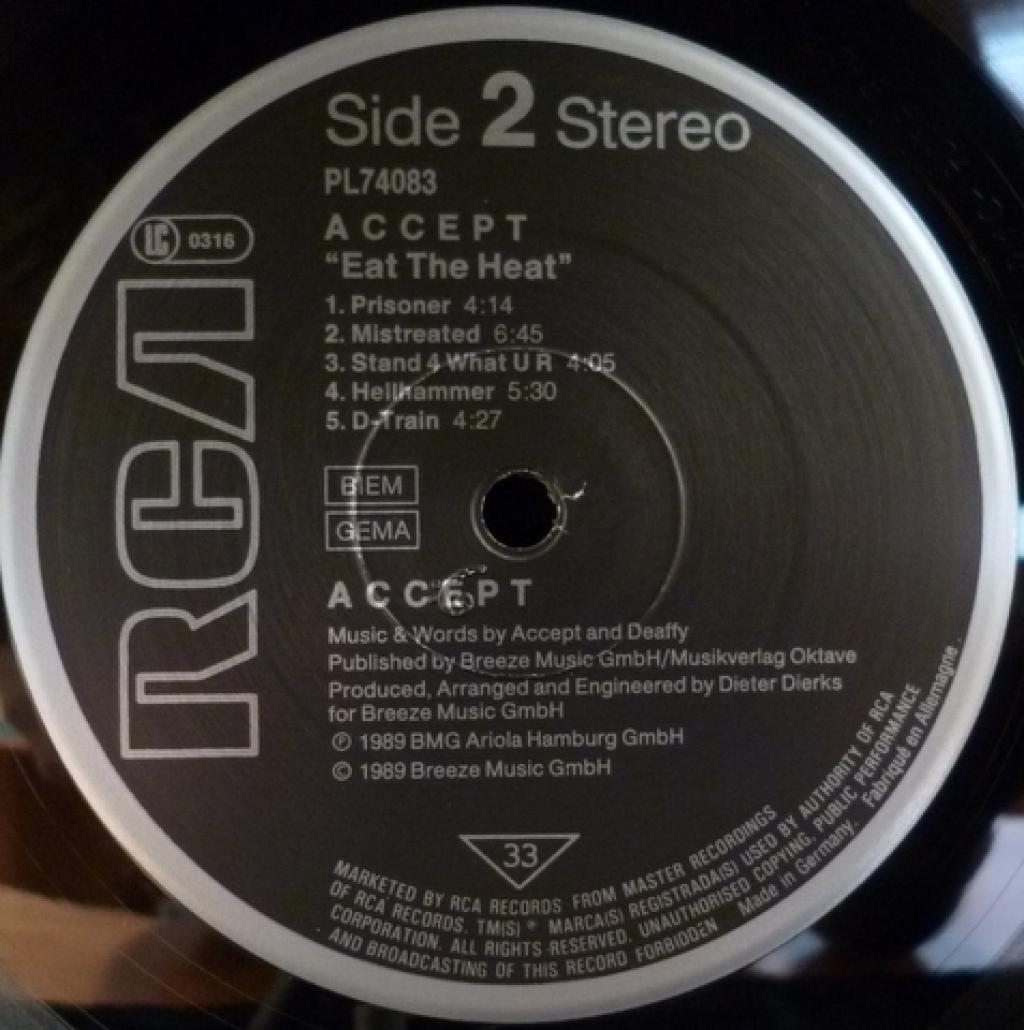 Side 2 Stereo
PL74083
ACCEPT
"Eat The Heat"
LC 0316
RCA
1. Prisoner 4:14
2. Mistreated 6:45
3. Stand 4 What U R 4:05
4. Hellhammer 5:30
5. D-Train 4:27
BIEM
GEMA
ACCEPT
Music & Words by Accept and Deaffy
Published by Breeze Music GmbH/Musikverlag Oktave
Produced, Arranged and Engineered by Dieter Dierks
for Breeze Music GmbH
℗ 1989 BMG Ariola Hamburg GmbH
© 1989 Breeze Music GmbH
33
MARKETED BY RCA RECORDS FROM MASTER RECORDINGS
OF RCA RECORDS. TM(S) ® MARCA(S) REGISTRADA(S) USED BY AUTHORITY OF RCA
CORPORATION. ALL RIGHTS RESERVED. UNAUTHORISED COPYING, PUBLIC PERFORMANCE
AND BROADCASTING OF THIS RECORD FORBIDDEN Made in Germany. Fabriqué en Allemagne.